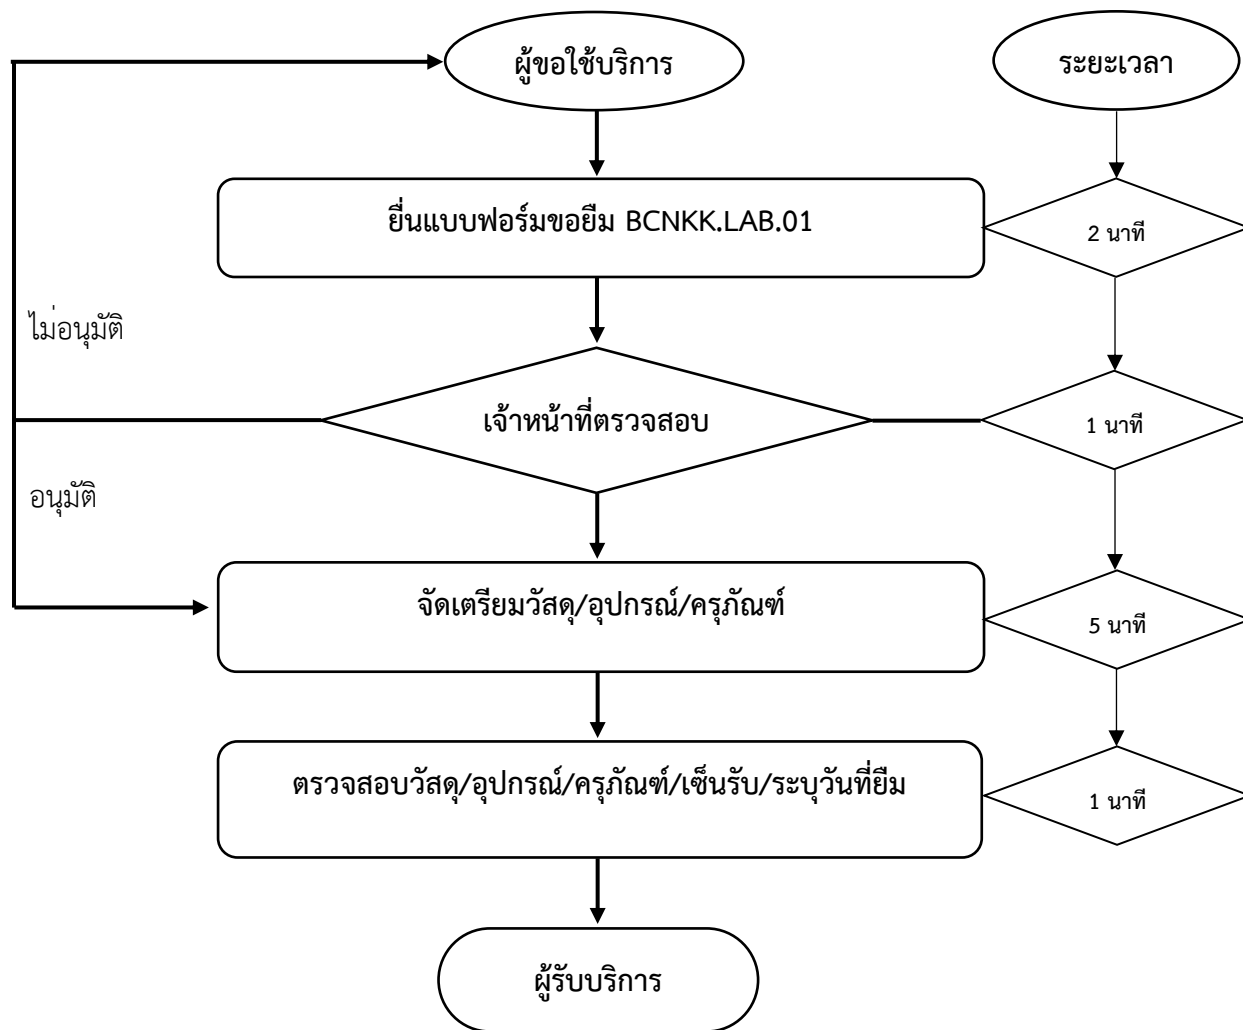 ผู้ขอใช้บริการ
ระยะเวลา
ยื่นแบบฟอร์มขอยืม BCNKK.LAB.01
2 นาที
ไม่อนุมัติ
เจ้าหน้าที่ตรวจสอบ
1 นาที
อนุมัติ
จัดเตรียมวัสดุ/อุปกรณ์/ครุภัณฑ์
5 นาที
ตรวจสอบวัสดุ/อุปกรณ์/ครุภัณฑ์/เซ็นรับ/ระบุวันที่ยืม
1 นาที
ผู้รับบริการ